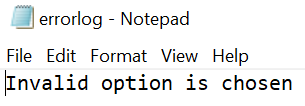 errorlog - Notepad
File Edit Format View Help
Invalid option is chosen